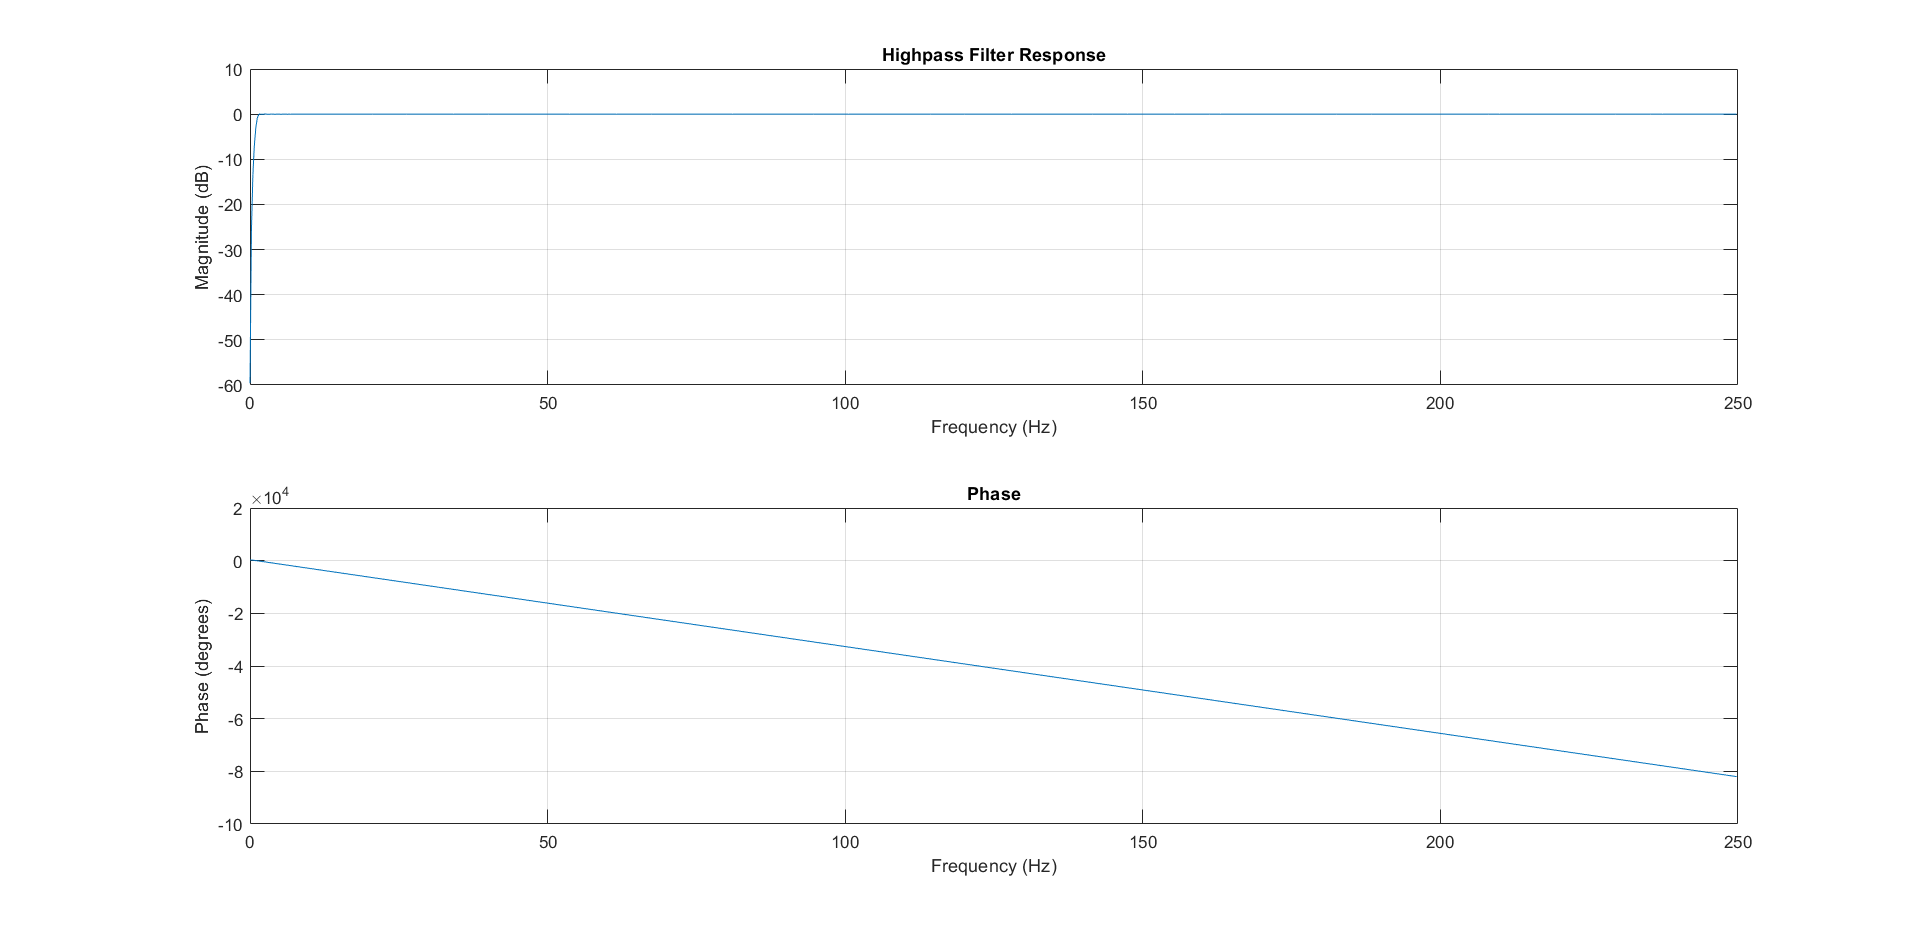 Highpass Filter Response
10
0
-10
-20
-30
-40
-50
-60
Magnitude (dB)
0 50 100 150 200 250
Frequency (Hz)
Phase
×10⁴
2
0
-2
-4
-6
-8
-10
Phase (degrees)
0 50 100 150 200 250
Frequency (Hz)